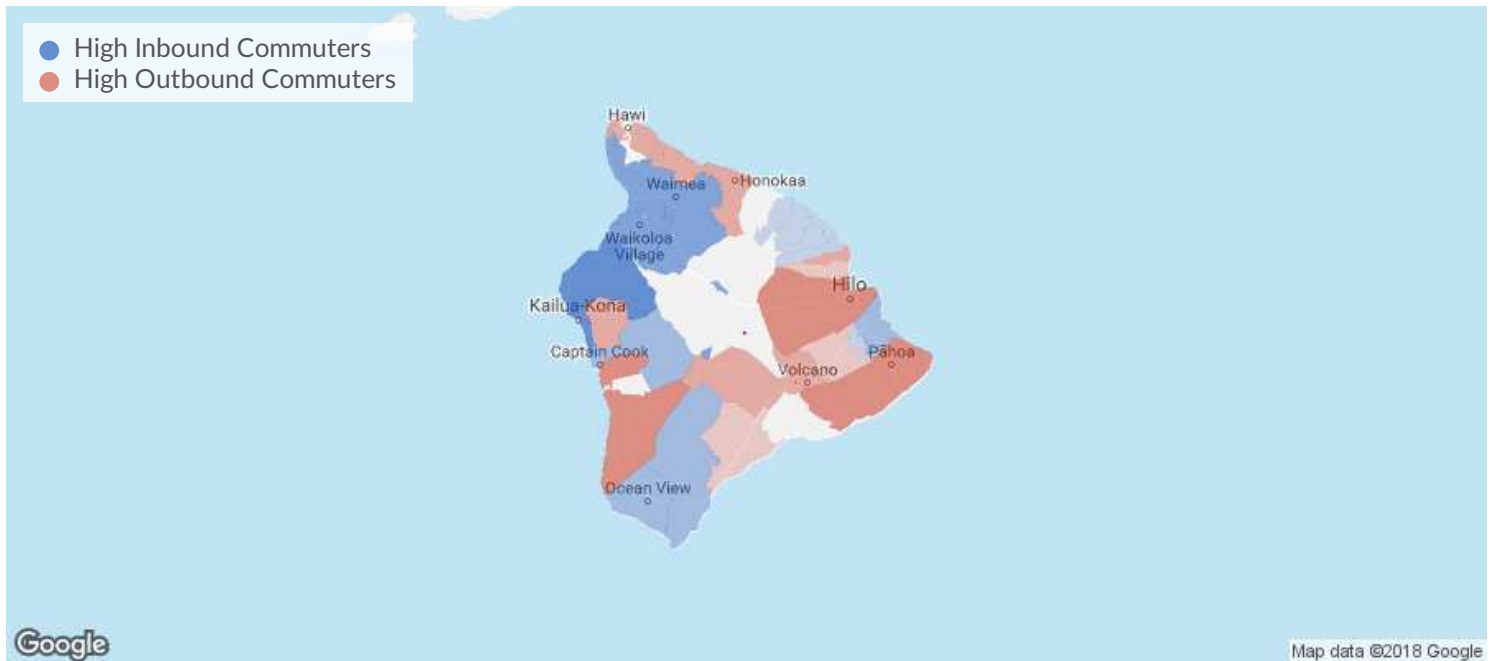 High Inbound Commuters
High Outbound Commuters
Hawi
Honokaa
Waimea
Waikoloa
Village
Hilo
Kailua-Kona
Captain Cook
Pāhoa
Volcano
Ocean View
Google
Map data ©2018 Google